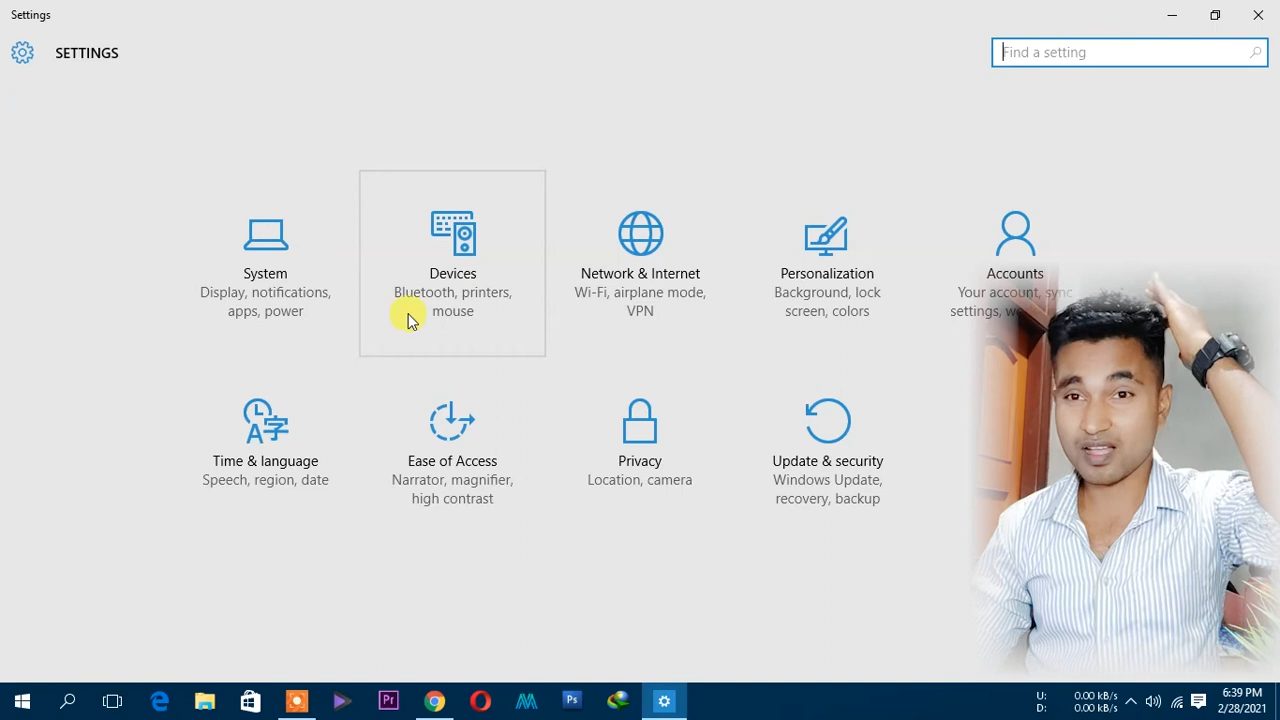 Settings
SETTINGS
Find a setting
System
Display, notifications,
apps, power
Devices
Bluetooth, printers,
mouse
Network & Internet
Wi-Fi, airplane mode,
VPN
Personalization
Background, lock
screen, colors
Accounts
Your account, sync
settings,
Time & language
Speech, region, date
Ease of Access
Narrator, magnifier,
high contrast
Privacy
Location, camera
Update & security
Windows Update,
recovery, backup
Pr
Ps
U: 0.00 kB/s
D: 0.00 kB/s
6:39 PM
2/28/2021